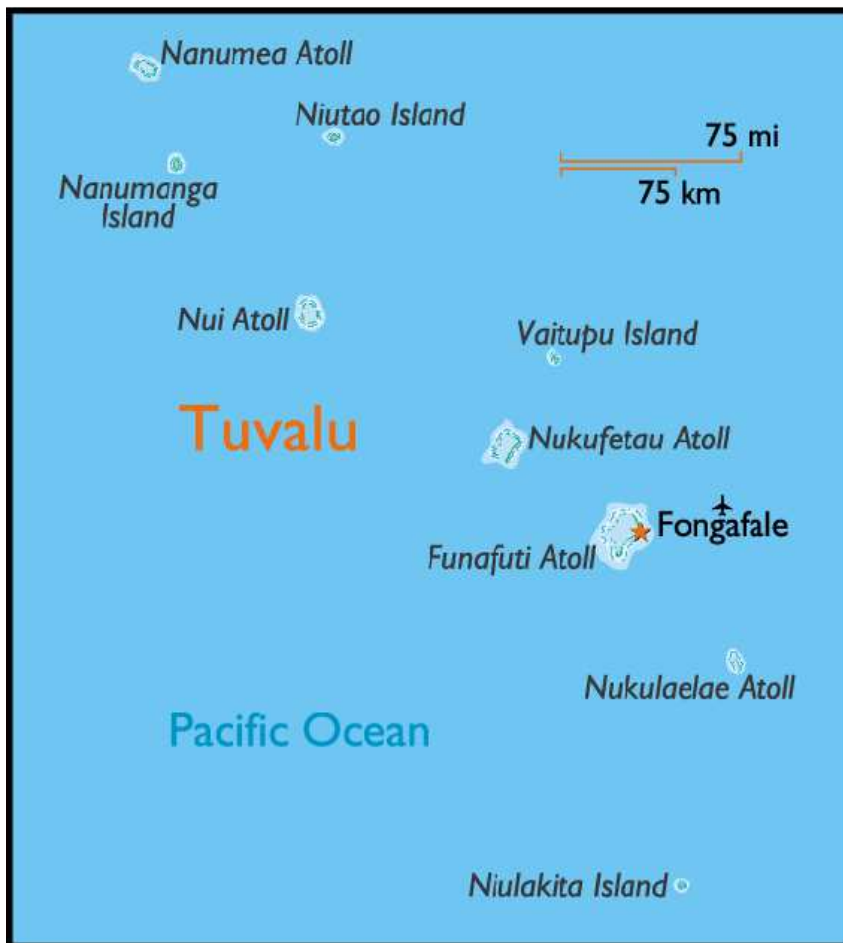 Nanumea Atoll
Niutao Island
75 mi
75 km
Nanumanga
Island
Nui Atoll
Vaitupu Island
Tuvalu
Nukufetau Atoll
Fongafale
Funafuti Atoll
Nukulaelae Atoll
Pacific Ocean
Niulakita Island